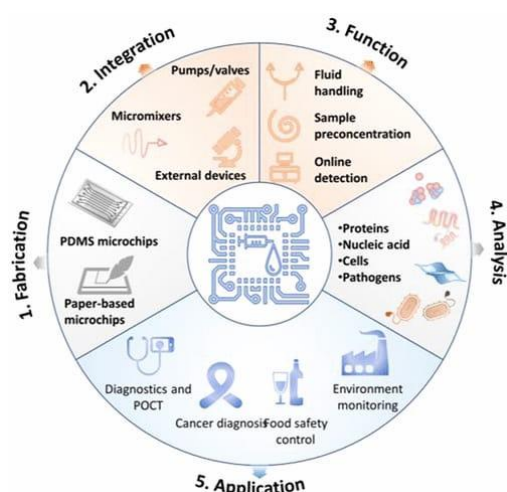 1. Fabrication
PDMS microchips
Paper-based
microchips
2. Integration
Pumps/valves
Micromixers
External devices
3. Function
Fluid
handling
Sample
preconcentration
Online
detection
4. Analysis
•Proteins
•Nucleic acid
•Cells
•Pathogens
5. Application
Diagnostics and
POCT
Cancer diagnosis
Food safety
control
Environment
monitoring